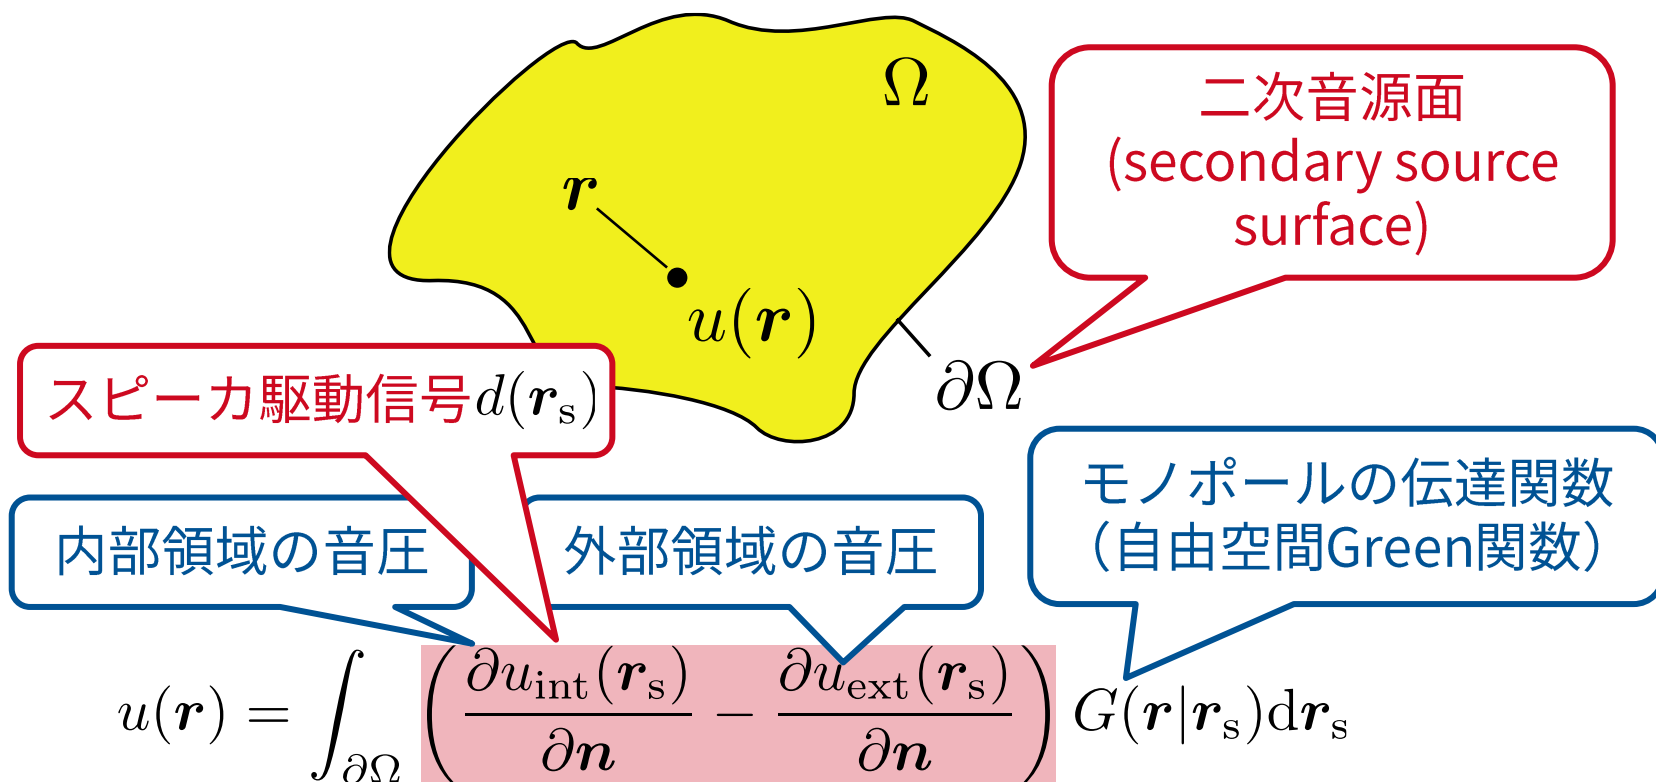 Ω
二次音源面
(secondary source
surface)
r
u(r)
∂Ω
スピーカ駆動信号d(rₛ)
モノポールの伝達関数
（自由空間Green関数）
内部領域の音圧
外部領域の音圧
u(r) = ∫_{∂Ω} (∂u_int(rₛ)/∂n − ∂u_ext(rₛ)/∂n) G(r|rₛ)drₛ